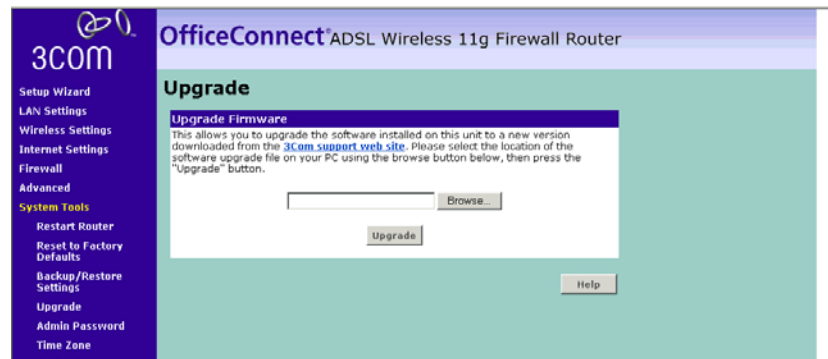 3COM
OfficeConnect® ADSL Wireless 11g Firewall Router
Setup Wizard
LAN Settings
Wireless Settings
Internet Settings
Firewall
Advanced
System Tools
Restart Router
Reset to Factory
Defaults
Backup/Restore
Settings
Upgrade
Admin Password
Time Zone
Upgrade
Upgrade Firmware
This allows you to upgrade the software installed on this unit to a new version
downloaded from the 3Com support web site. Please select the location of the
software upgrade file on your PC using the browse button below, then press the
"Upgrade" button.
Browse...
Upgrade
Help